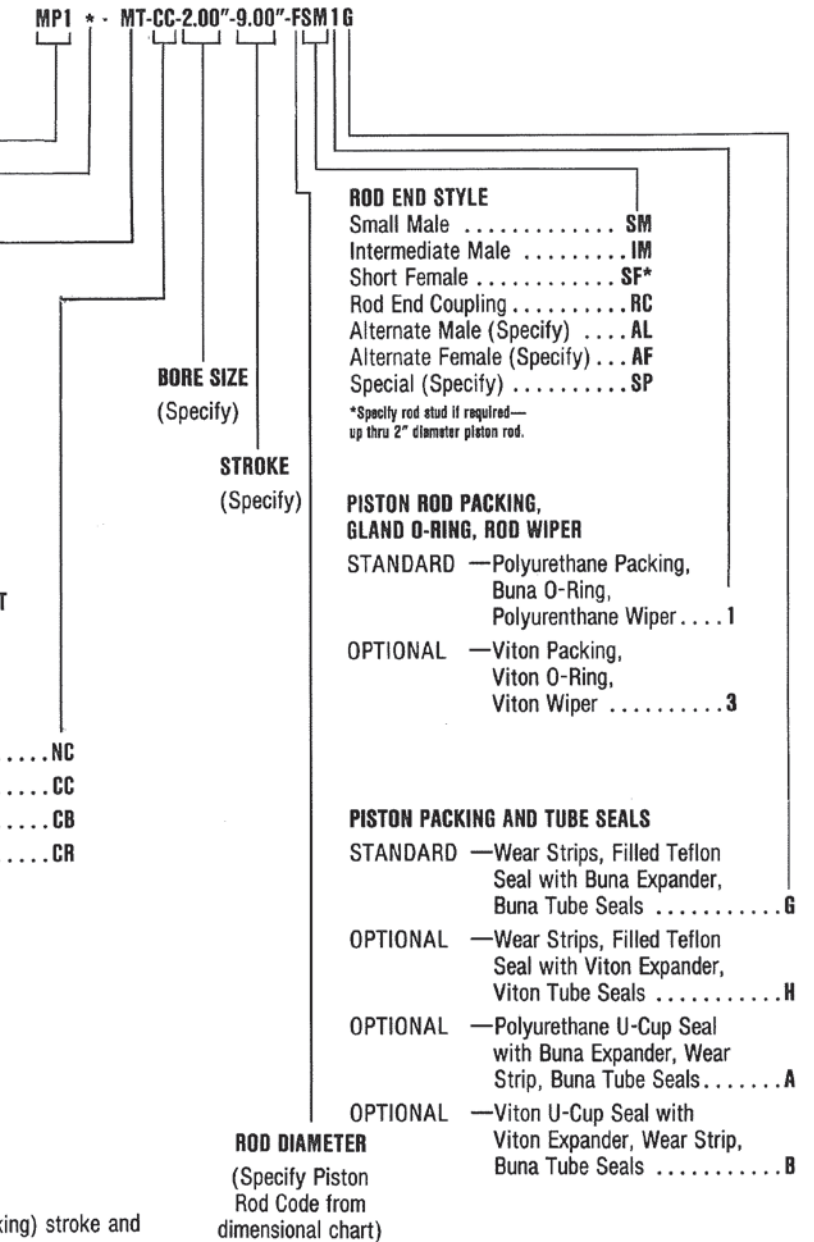 MP1 * - MT-CC-2.00"-9.00"-FSM1G
ROD END STYLE
Small Male ............. SM
Intermediate Male ......... IM
Short Female ............ SF*
Rod End Coupling .......... RC
Alternate Male (Specify) .... AL
Alternate Female (Specify) ... AF
Special (Specify) .......... SP
*Specify rod stud if required—
up thru 2" diameter piston rod.
BORE SIZE
(Specify)
STROKE
(Specify)
PISTON ROD PACKING,
GLAND O-RING, ROD WIPER
STANDARD —Polyurethane Packing,
Buna O-Ring,
Polyurenthane Wiper .... 1
OPTIONAL —Viton Packing,
Viton O-Ring,
Viton Wiper .......... 3
T
..... NC
..... CC
..... CB
..... CR
PISTON PACKING AND TUBE SEALS
STANDARD —Wear Strips, Filled Teflon
Seal with Buna Expander,
Buna Tube Seals ........... G
OPTIONAL —Wear Strips, Filled Teflon
Seal with Viton Expander,
Viton Tube Seals ........... H
OPTIONAL —Polyurethane U-Cup Seal
with Buna Expander, Wear
Strip, Buna Tube Seals ....... A
OPTIONAL —Viton U-Cup Seal with
Viton Expander, Wear Strip,
Buna Tube Seals ........... B
ROD DIAMETER
(Specify Piston
Rod Code from
dimensional chart)
king) stroke and